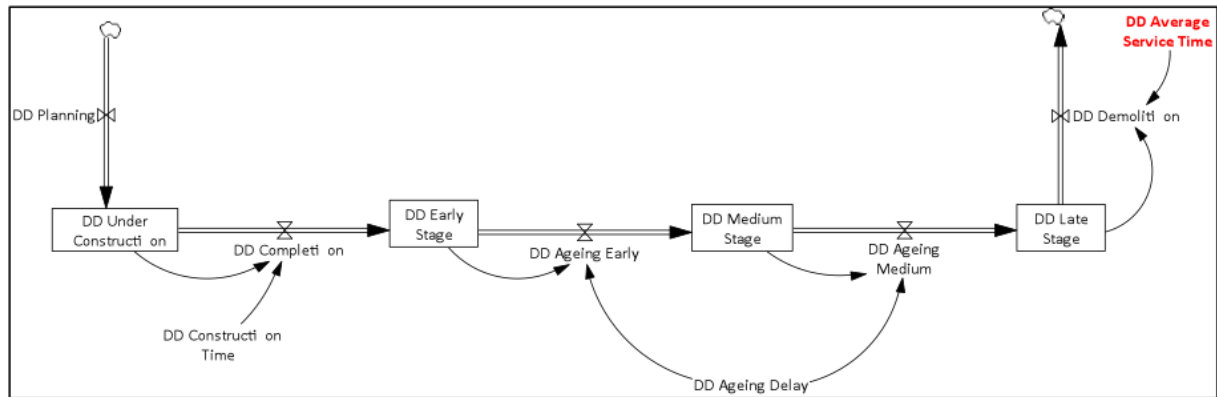 DD Average
Service Time
DD Planning
DD Demoliti on
DD Under
Constructi on
DD Completi on
DD Early
Stage
DD Ageing Early
DD Medium
Stage
DD Ageing
Medium
DD Late
Stage
DD Constructi on
Time
DD Ageing Delay